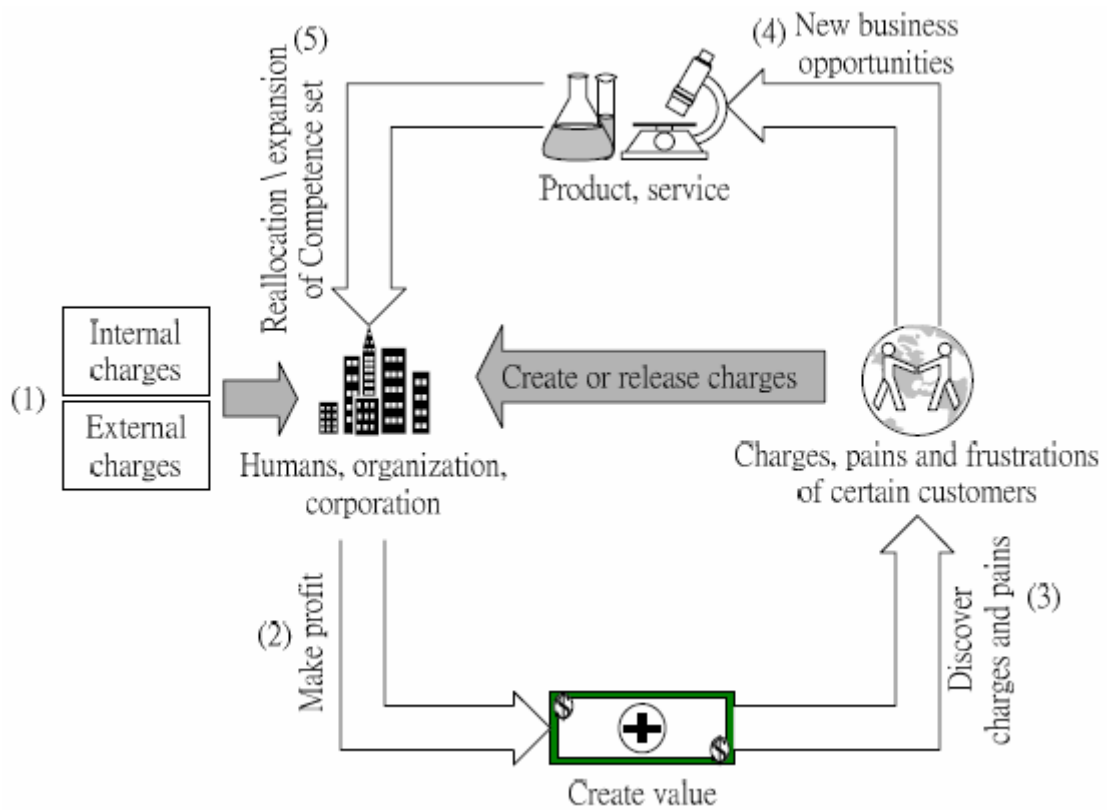 (4) New business
opportunities
(5)
Reallocation \ expansion
of Competence set
Product, service
(1)
Internal
charges
External
charges
Create or release charges
Humans, organization,
corporation
Charges, pains and frustrations
of certain customers
(2)
Make profit
Discover
charges and pains
(3)
$
$
Create value